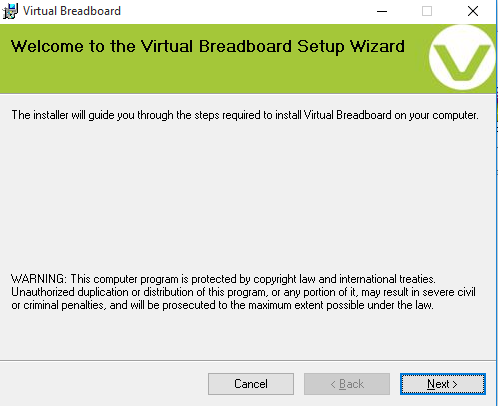 Virtual Breadboard
Welcome to the Virtual Breadboard Setup Wizard
The installer will guide you through the steps required to install Virtual Breadboard on your computer.
WARNING: This computer program is protected by copyright law and international treaties.
Unauthorized duplication or distribution of this program, or any portion of it, may result in severe civil
or criminal penalties, and will be prosecuted to the maximum extent possible under the law.
Cancel
< Back
Next >